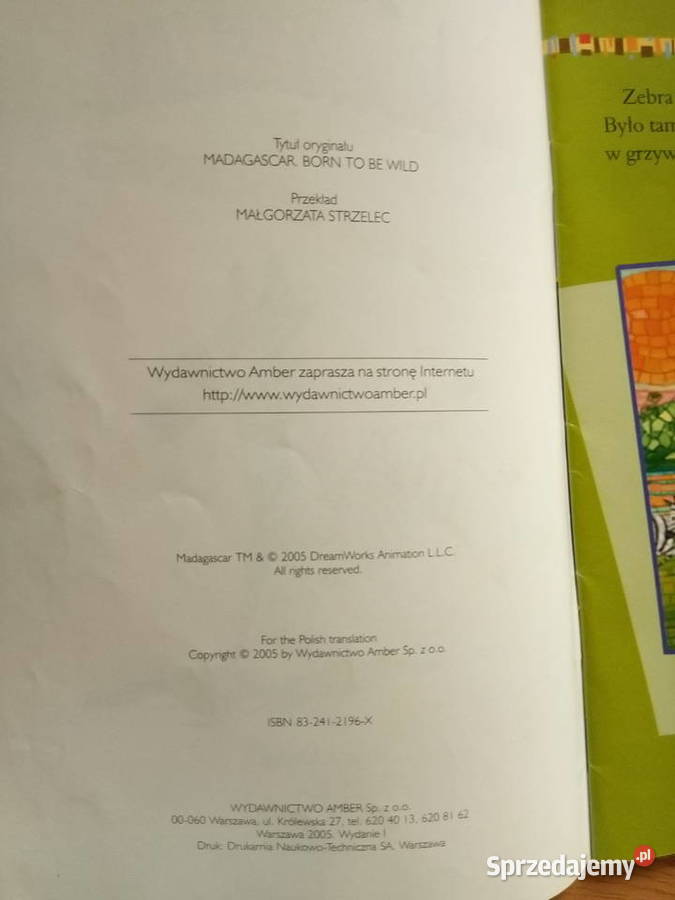 Tytuł oryginału
MADAGASCAR. BORN TO BE WILD
Przekład
MAŁGORZATA STRZELEC
Wydawnictwo Amber zaprasza na stronę Internetu
http://www.wydawnictwoamber.pl
Madagascar TM & © 2005 DreamWorks Animation L.L.C.
All rights reserved.
For the Polish translation
Copyright © 2005 by Wydawnictwo Amber Sp. z o.o.
ISBN 83-241-2196-X
WYDAWNICTWO AMBER Sp. z o.o.
00-060 Warszawa, ul. Królewska 27, tel. 620 40 13, 620 81 62
Warszawa 2005. Wydanie I
Druk: Drukarnia Naukowo-Techniczna SA, Warszawa
Zebra
Było tam
w grzyw
Sprzedajemy.pl